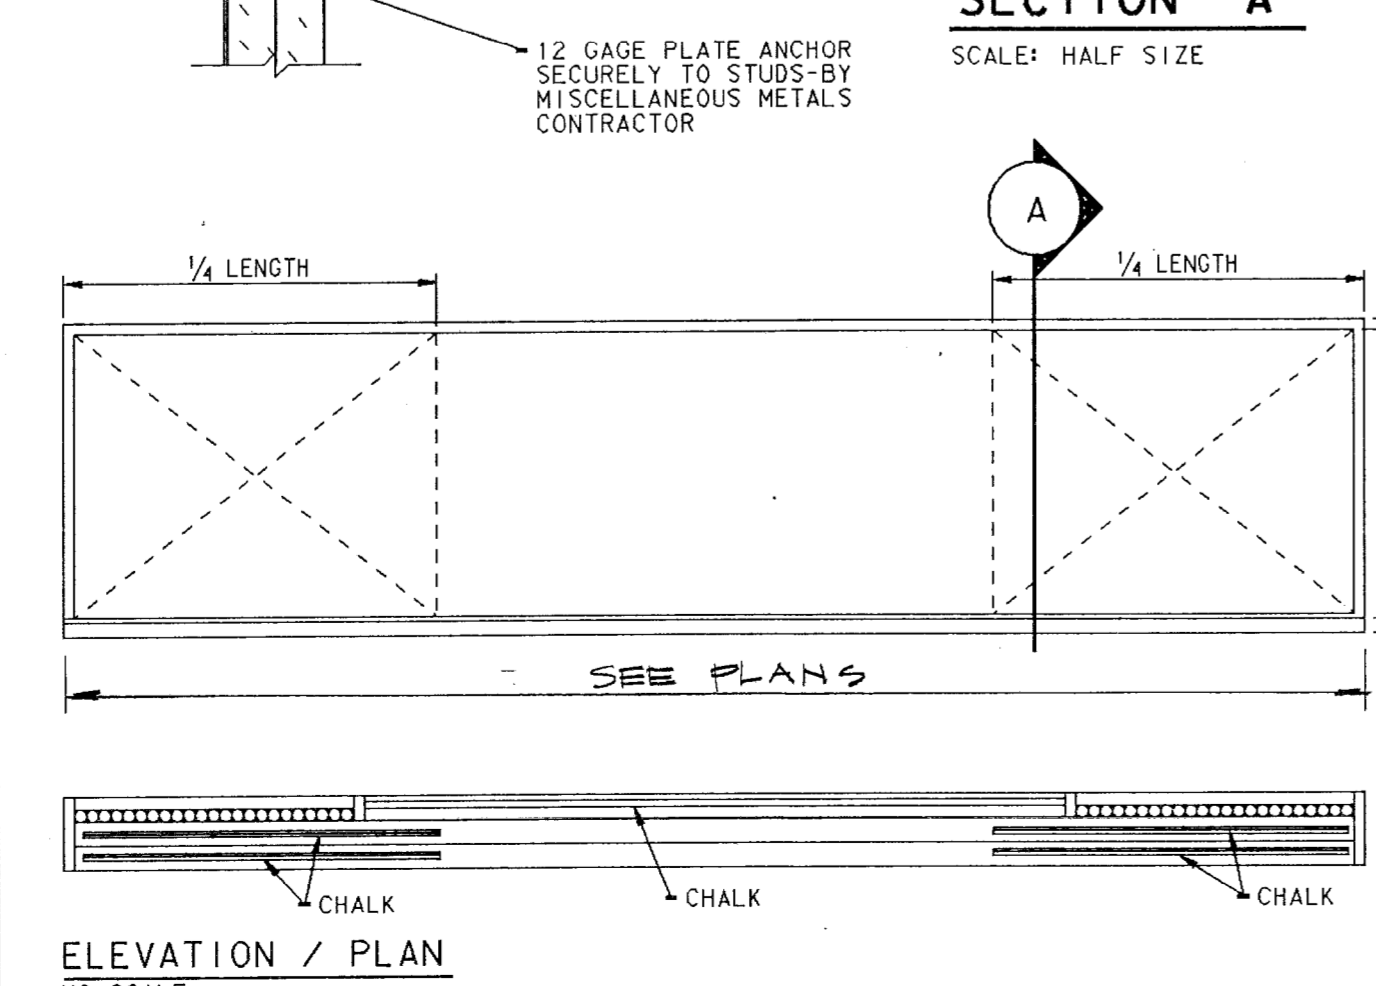 SECTION A
SCALE: HALF SIZE
12 GAGE PLATE ANCHOR
SECURELY TO STUDS-BY
MISCELLANEOUS METALS
CONTRACTOR
A
1/4 LENGTH
1/4 LENGTH
SEE PLANS
CHALK
CHALK
CHALK
ELEVATION / PLAN